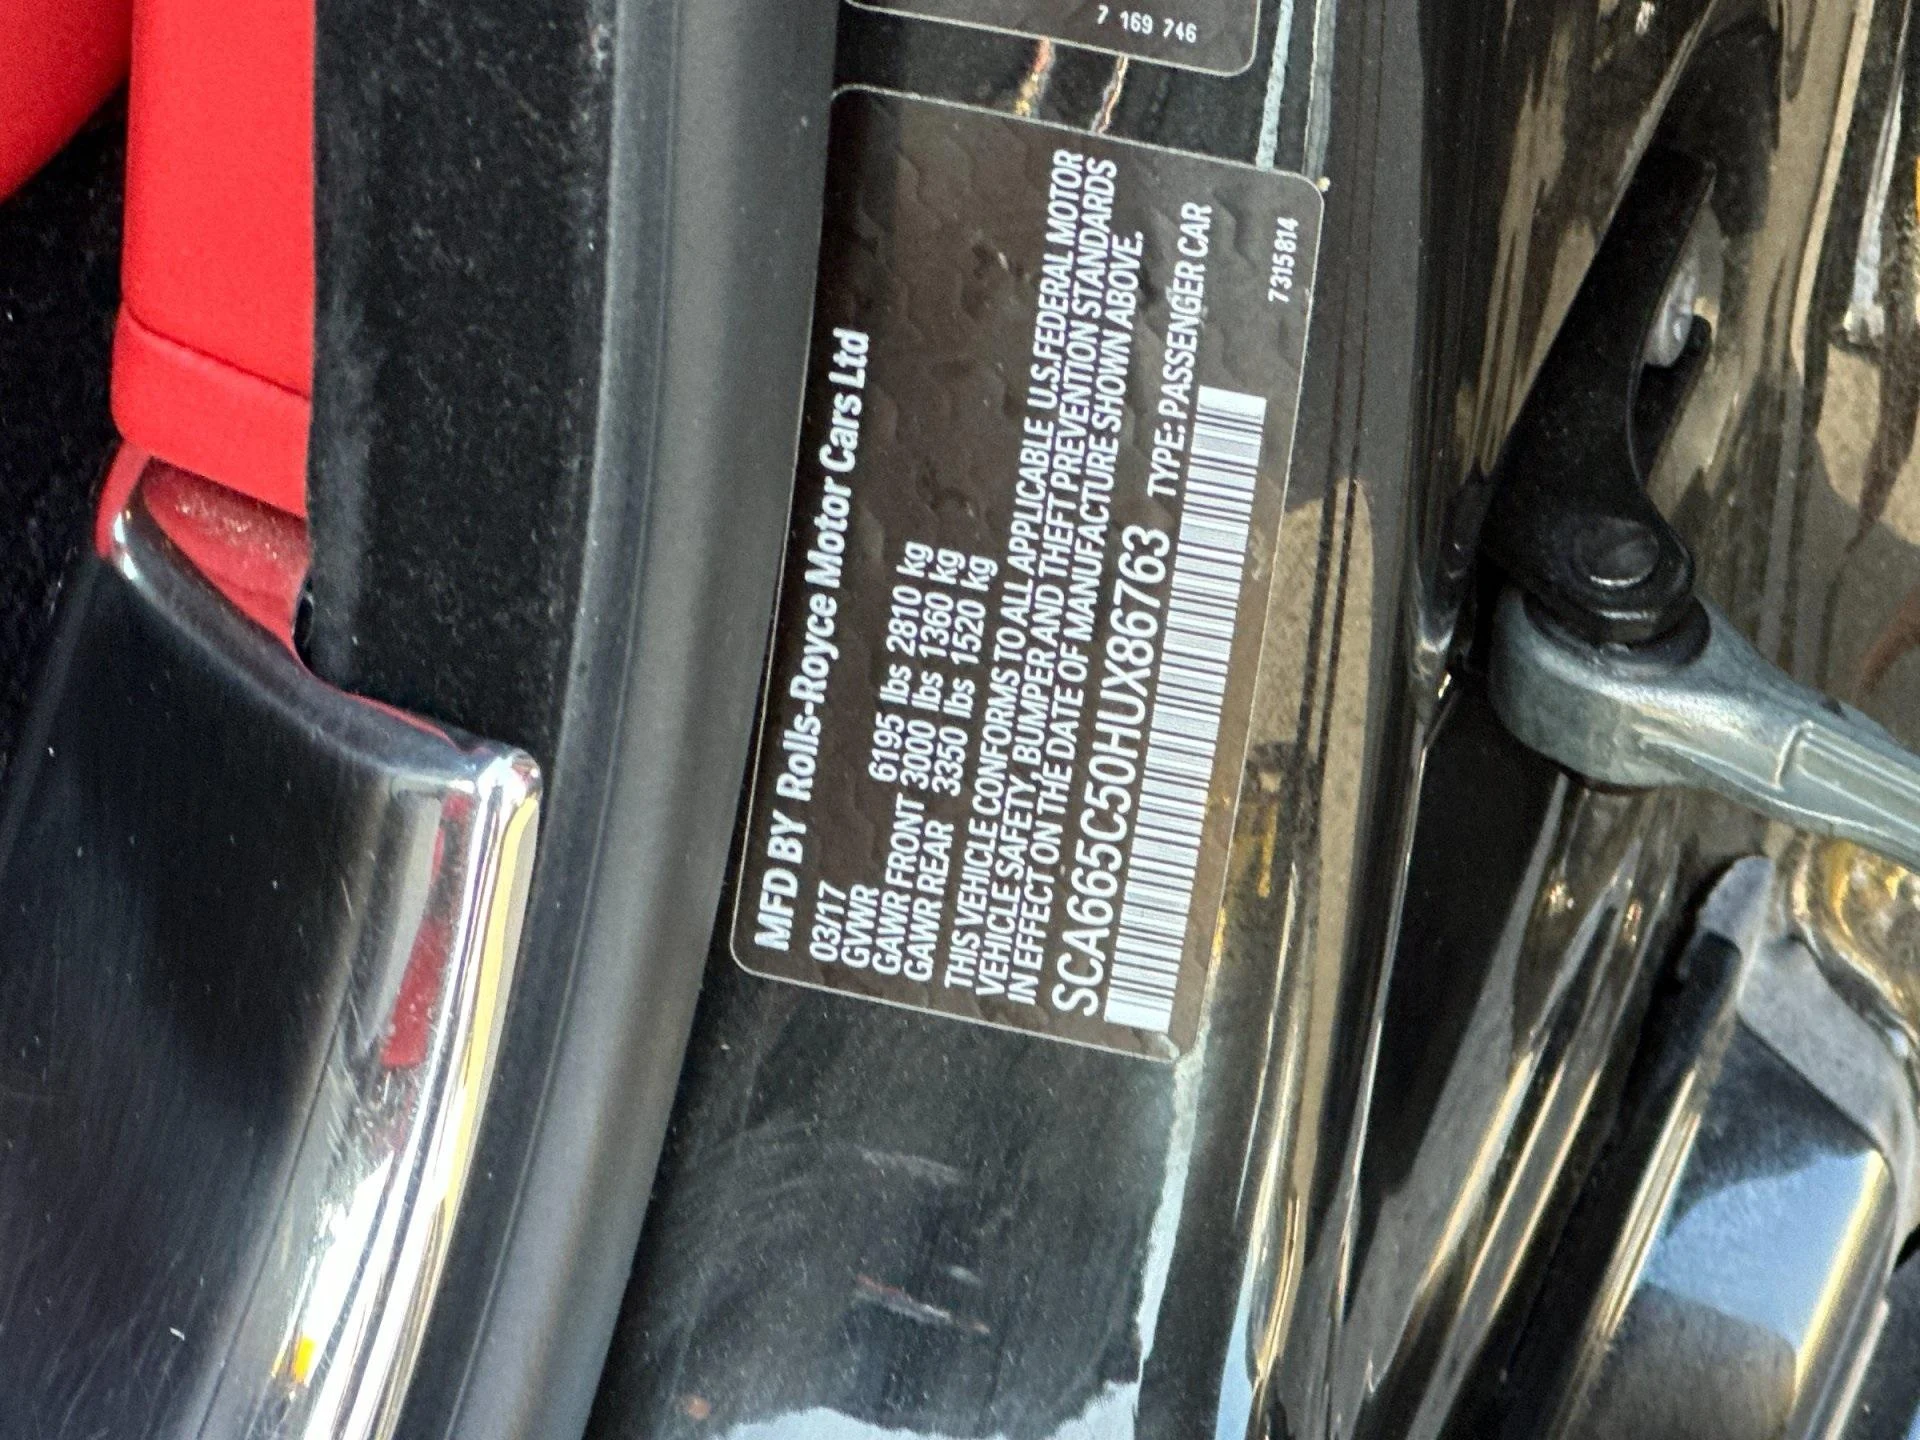 7 169 746
MFD BY Rolls-Royce Motor Cars Ltd
03/17
GVWR 6195 lbs 2810 kg
GAWR FRONT 3000 lbs 1360 kg
GAWR REAR 3350 lbs 1520 kg
THIS VEHICLE CONFORMS TO ALL APPLICABLE U.S.FEDERAL MOTOR
VEHICLE SAFETY, BUMPER AND THEFT PREVENTION STANDARDS
IN EFFECT ON THE DATE OF MANUFACTURE SHOWN ABOVE.
SCA665C50HUX86763 TYPE: PASSENGER CAR
7315814